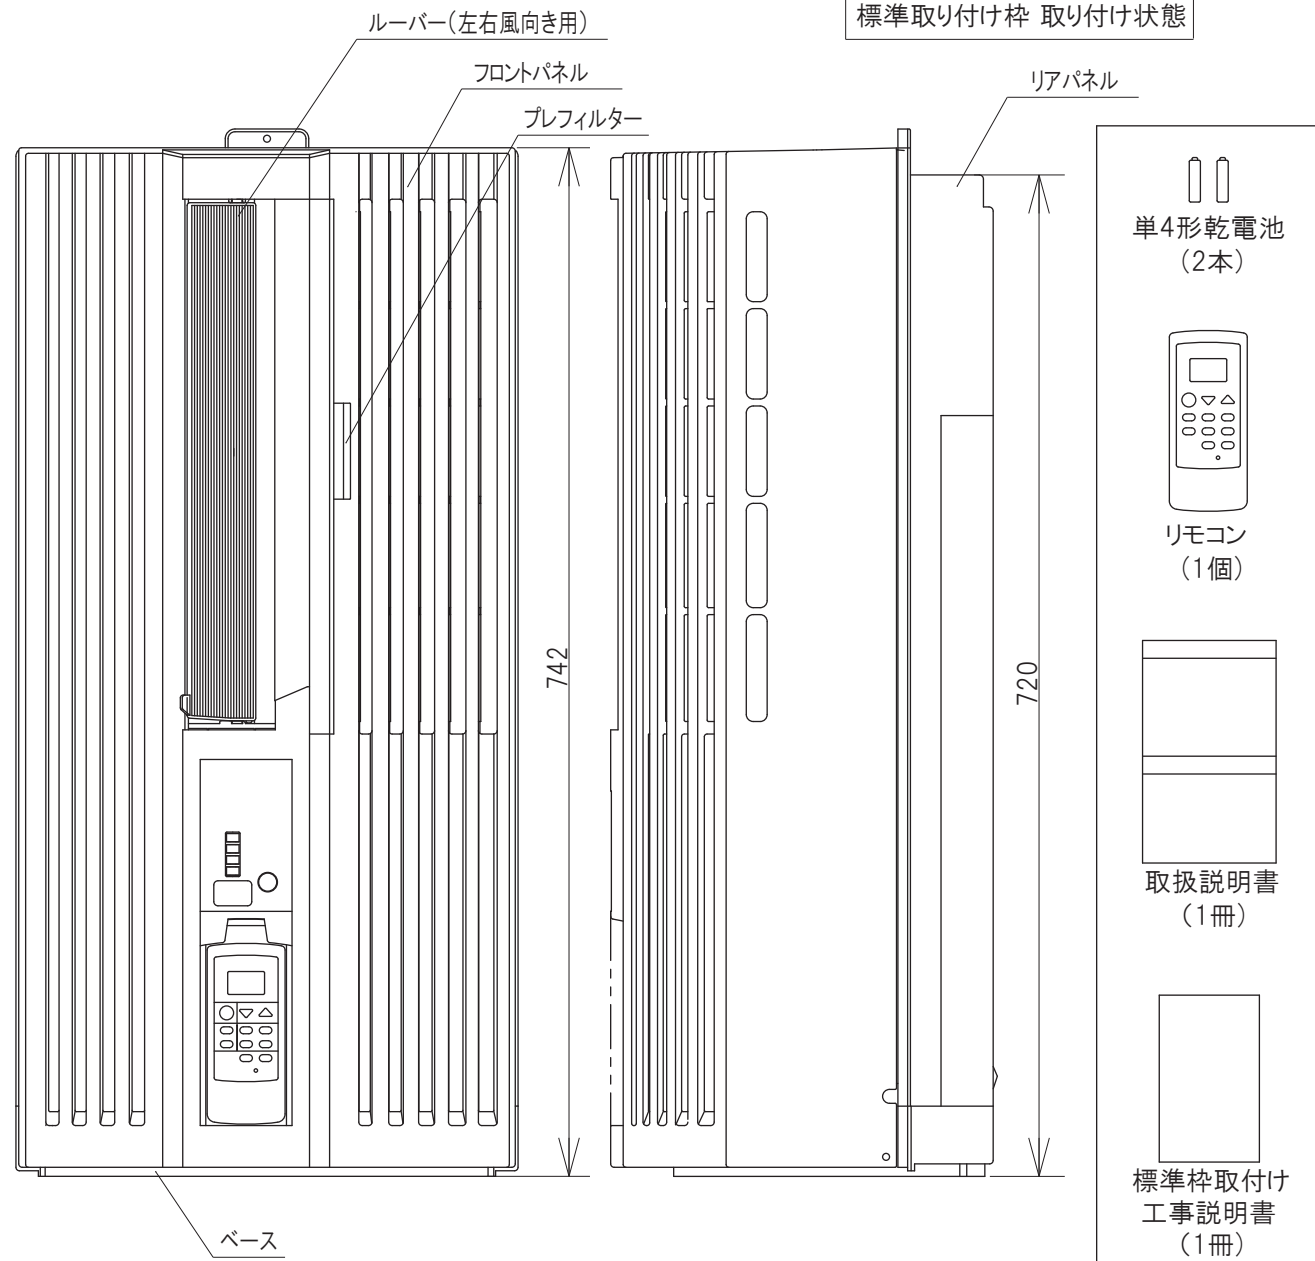 標準取り付け枠 取り付け状態
ルーバー(左右風向き用)
フロントパネル
プレフィルター
リアパネル
742
720
ベース
単4形乾電池
(2本)
リモコン
(1個)
取扱説明書
(1冊)
標準枠取付け
工事説明書
(1冊)